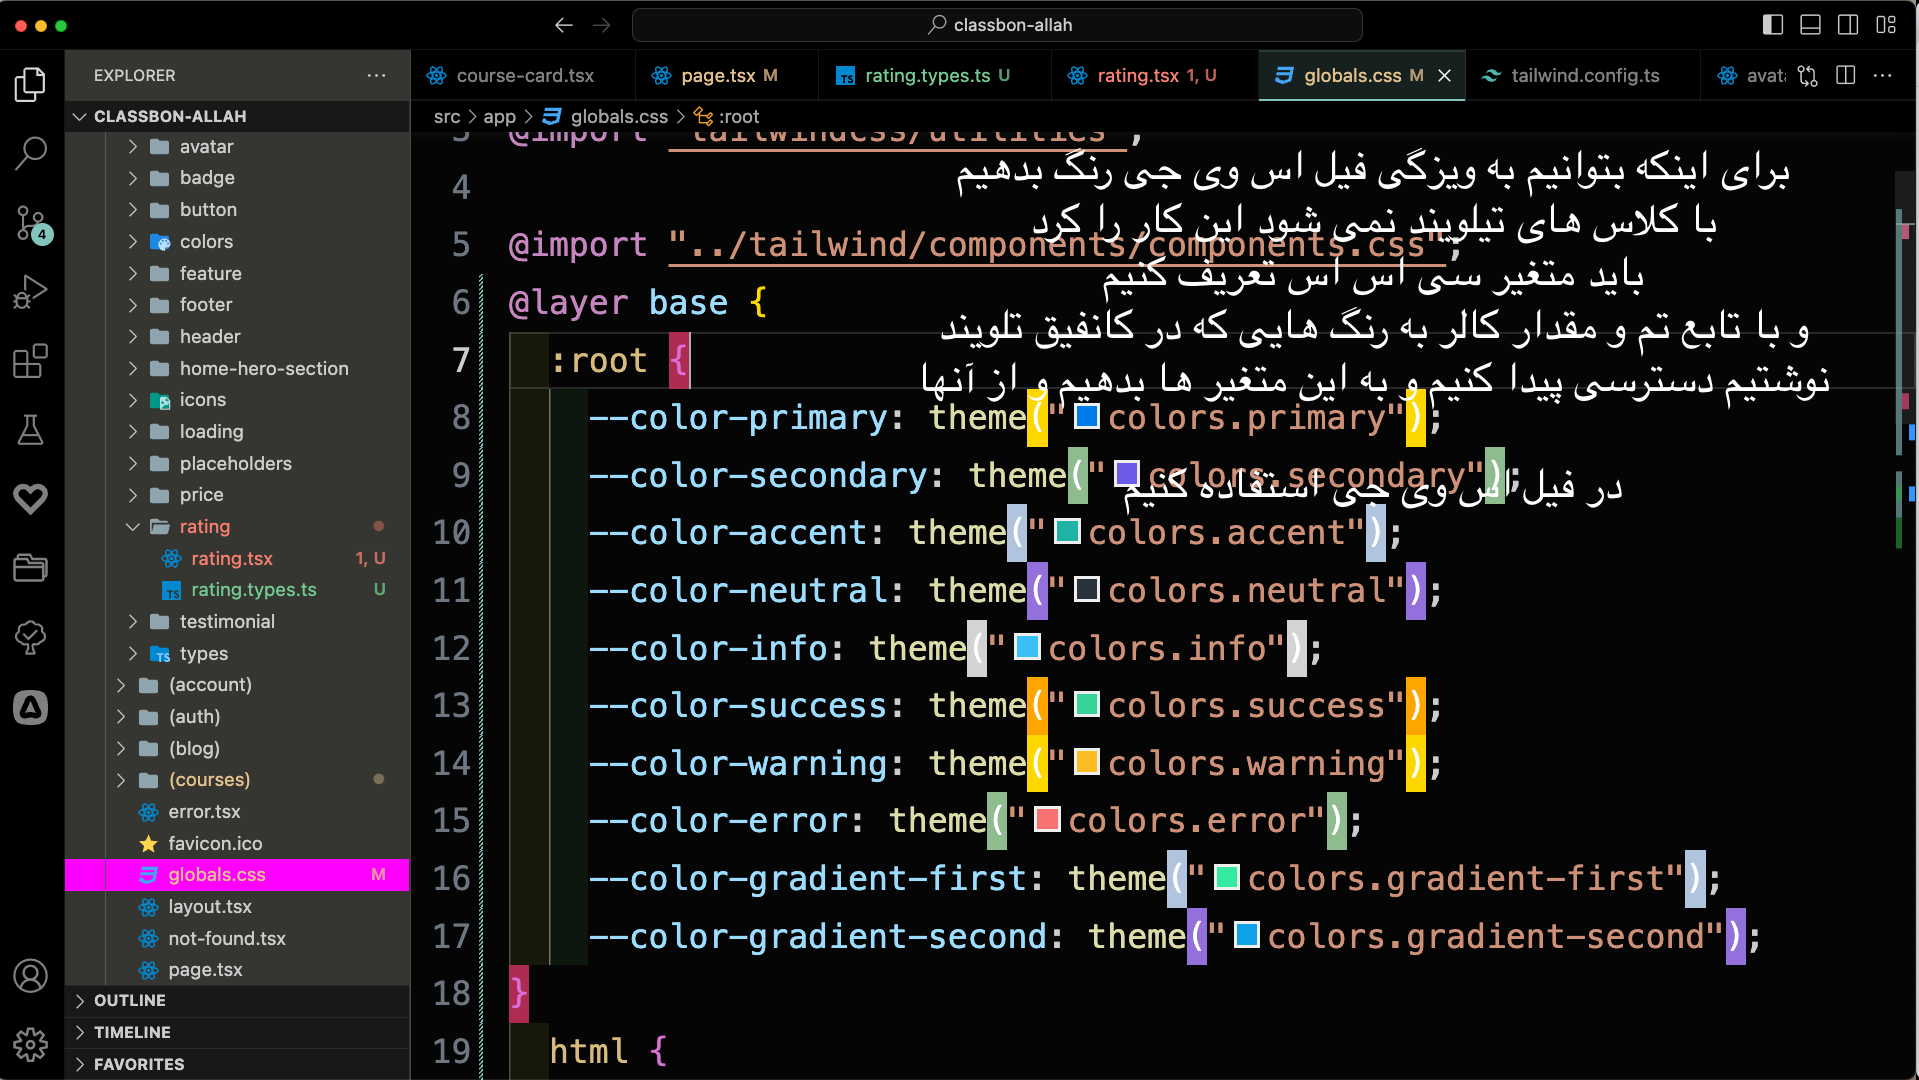 classbon-allah
EXPLORER
course-card.tsx
page.tsx M
rating.types.ts U
rating.tsx 1, U
globals.css M
tailwind.config.ts
src > app > globals.css > :root
CLASSBON-ALLAH
avatar
badge
button
colors
feature
footer
header
home-hero-section
icons
loading
placeholders
price
rating
rating.tsx 1, U
rating.types.ts U
testimonial
types
(account)
(auth)
(blog)
(courses)
error.tsx
favicon.ico
globals.css M
layout.tsx
not-found.tsx
page.tsx
OUTLINE
TIMELINE
FAVORITES
4
3 @import "tailwindcss/utilities";
4
5 @import "../tailwind/components/components.css";
6 @layer base {
7 :root {
8 --color-primary: theme("colors.primary");
9 --color-secondary: theme("colors.secondary");
10 --color-accent: theme("colors.accent");
11 --color-neutral: theme("colors.neutral");
12 --color-info: theme("colors.info");
13 --color-success: theme("colors.success");
14 --color-warning: theme("colors.warning");
15 --color-error: theme("colors.error");
16 --color-gradient-first: theme("colors.gradient-first");
17 --color-gradient-second: theme("colors.gradient-second");
18 }
19 html {
برای اینکه بتوانیم به ویزگی فیل اس وی جی رنگ بدهیم
با کلاس های تیلویند نمی شود این کار را کرد
باید متغیر سی اس اس تعریف کنیم
و با تابع تم و مقدار کالر به رنگ هایی که در کانفیق تلویند
نوشتیم دسترسی پیدا کنیم و به این متغیر ها بدهیم و از آنها
در فیل اس وی جی استفاده کنیم